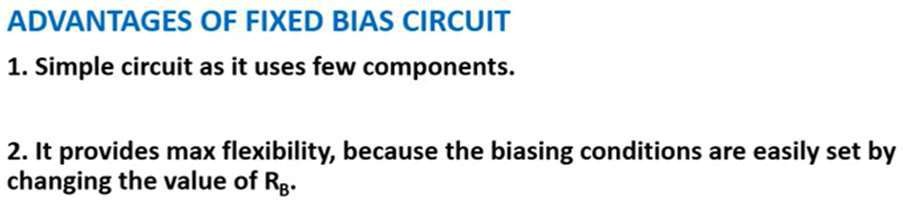 ADVANTAGES OF FIXED BIAS CIRCUIT
1. Simple circuit as it uses few components.
2. It provides max flexibility, because the biasing conditions are easily set by
changing the value of R_B.